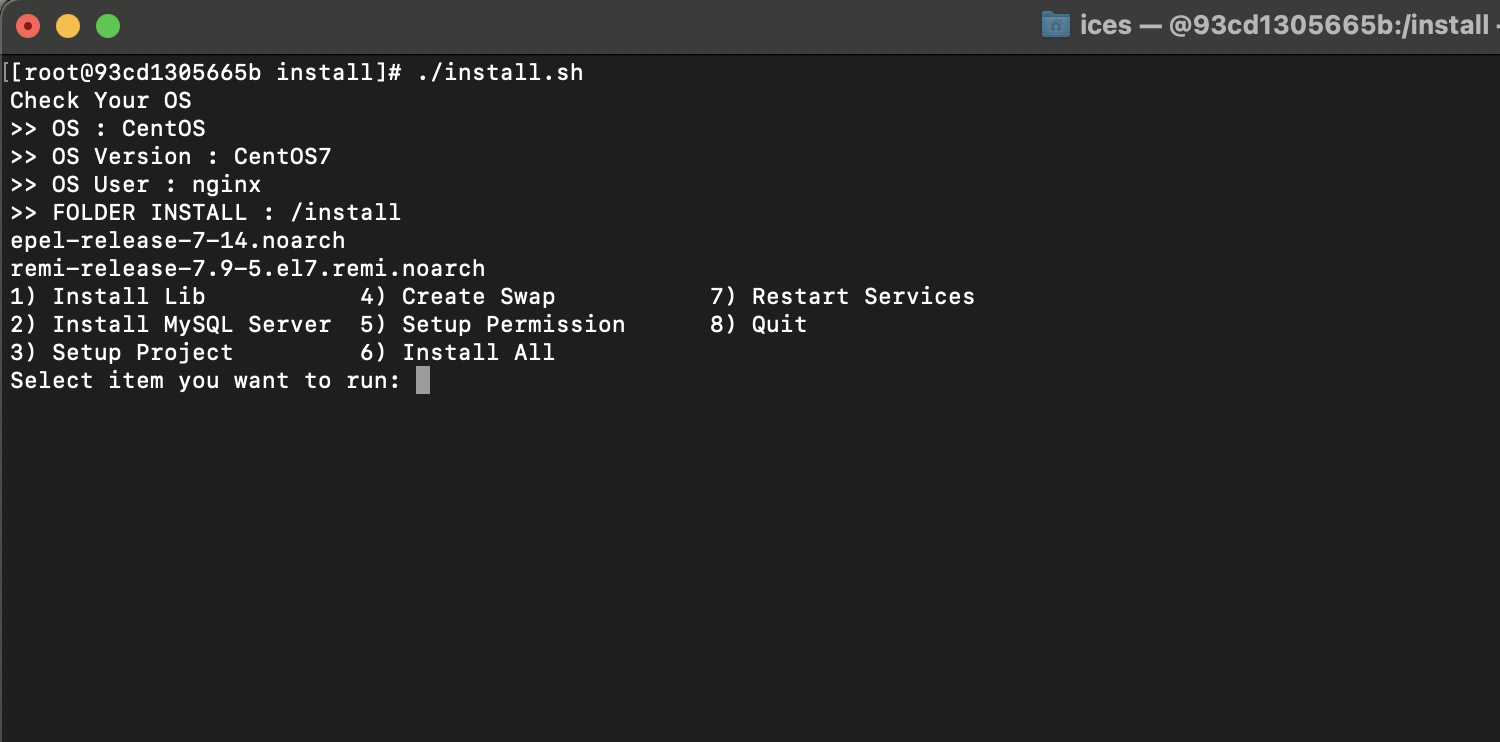 ices — @93cd1305665b:/install -
[[root@93cd1305665b install]# ./install.sh
Check Your OS
>> OS : CentOS
>> OS Version : CentOS7
>> OS User : nginx
>> FOLDER INSTALL : /install
epel-release-7-14.noarch
remi-release-7.9-5.el7.remi.noarch
1) Install Lib           4) Create Swap           7) Restart Services
2) Install MySQL Server  5) Setup Permission      8) Quit
3) Setup Project         6) Install All
Select item you want to run: